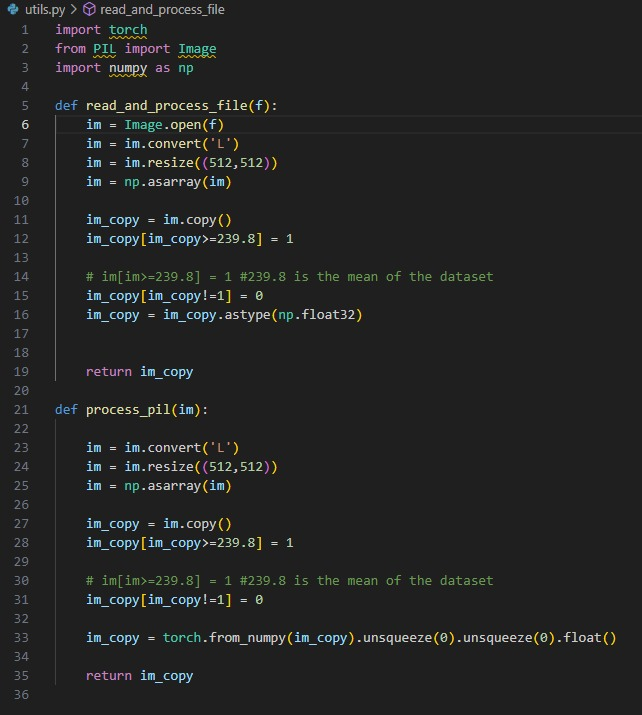 utils.py > read_and_process_file
1 import torch
2 from PIL import Image
3 import numpy as np
4
5 def read_and_process_file(f):
6     im = Image.open(f)
7     im = im.convert('L')
8     im = im.resize((512,512))
9     im = np.asarray(im)
10
11     im_copy = im.copy()
12     im_copy[im_copy>=239.8] = 1
13
14     # im[im>=239.8] = 1 #239.8 is the mean of the dataset
15     im_copy[im_copy!=1] = 0
16     im_copy = im_copy.astype(np.float32)
17
18
19     return im_copy
20
21 def process_pil(im):
22
23     im = im.convert('L')
24     im = im.resize((512,512))
25     im = np.asarray(im)
26
27     im_copy = im.copy()
28     im_copy[im_copy>=239.8] = 1
29
30     # im[im>=239.8] = 1 #239.8 is the mean of the dataset
31     im_copy[im_copy!=1] = 0
32
33     im_copy = torch.from_numpy(im_copy).unsqueeze(0).unsqueeze(0).float()
34
35     return im_copy
36